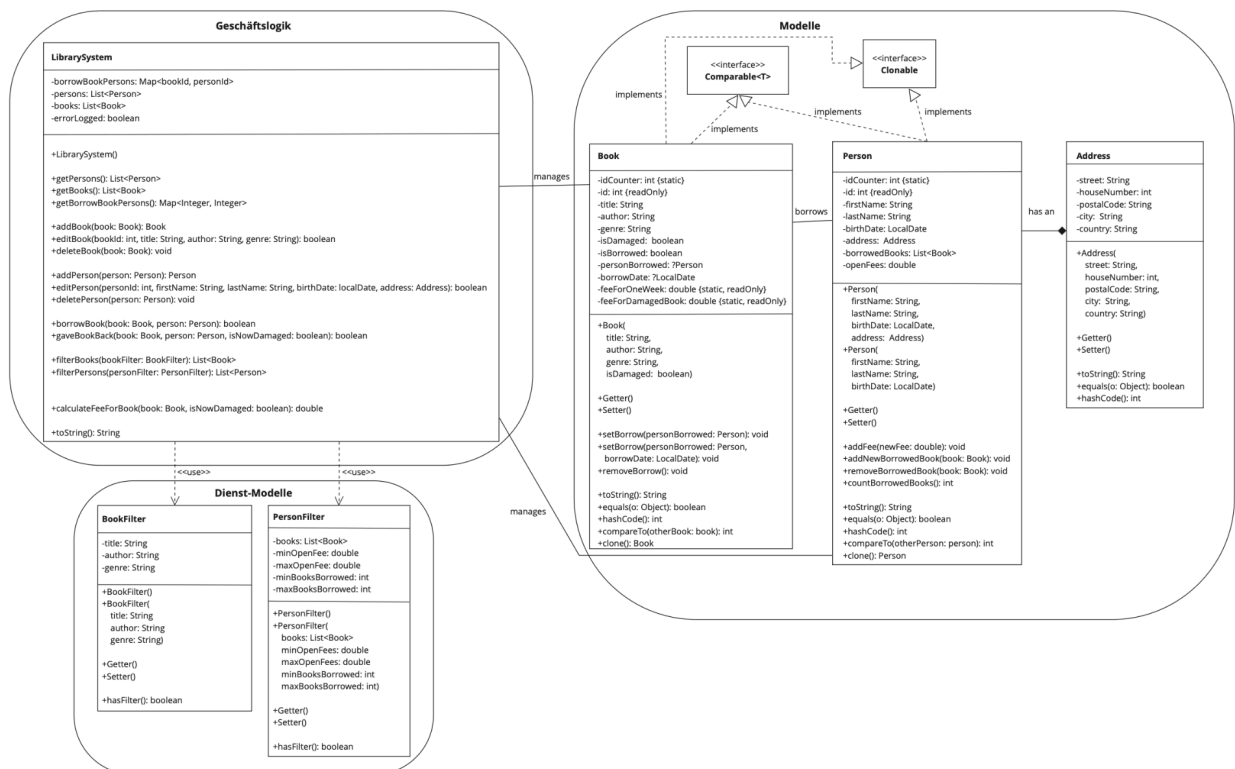 Geschäftslogik
LibrarySystem
-borrowBookPersons: Map<bookId, personId>
-persons: List<Person>
-books: List<Book>
-errorLogged: boolean
+LibrarySystem()
+getPersons(): List<Person>
+getBooks(): List<Book>
+getBorrowBookPersons(): Map<Integer, Integer>
+addBook(book: Book): Book
+editBook(bookId: int, title: String, author: String, genre: String): boolean
+deleteBook(book: Book): void
+addPerson(person: Person): Person
+editPerson(personId: int, firstName: String, lastName: String, birthDate: localDate, address: Address): boolean
+deletePerson(person: Person): void
+borrowBook(book: Book, person: Person): boolean
+gaveBookBack(book: Book, person: Person, isNowDamaged: boolean): boolean
+filterBooks(bookFilter: BookFilter): List<Book>
+filterPersons(personFilter: PersonFilter): List<Person>
+calculateFeeForBook(book: Book, isNowDamaged: boolean): double
+toString(): String
<<use>>
<<use>>
Dienst-Modelle
BookFilter
-title: String
-author: String
-genre: String
+BookFilter()
+BookFilter(
title: String
author: String
genre: String)
+Getter()
+Setter()
+hasFilter(): boolean
PersonFilter
-books: List<Book>
-minOpenFee: double
-maxOpenFee: double
-minBooksBorrowed: int
-maxBooksBorrowed: int
+PersonFilter()
+PersonFilter(
books: List<Book>
minOpenFees: double
maxOpenFees: double
minBooksBorrowed: int
maxBooksBorrowed: int)
+Getter()
+Setter()
+hasFilter(): boolean
manages
manages
Modelle
<<interface>>
Comparable<T>
<<interface>>
Clonable
implements
implements
implements
implements
Book
-idCounter: int {static}
-id: int {readOnly}
-title: String
-author: String
-genre: String
-isDamaged: boolean
-isBorrowed: boolean
-personBorrowed: ?Person
-borrowDate: ?LocalDate
-feeForOneWeek: double {static, readOnly}
-feeForDamagedBook: double {static, readOnly}
+Book(
title: String,
author: String,
genre: String,
isDamaged: boolean)
+Getter()
+Setter()
+setBorrow(personBorrowed: Person): void
+setBorrow(personBorrowed: Person,
borrowDate: LocalDate): void
+removeBorrow(): void
+toString(): String
+equals(o: Object): boolean
+hashCode(): int
+compareTo(otherBook: book): int
+clone(): Book
borrows
Person
-idCounter: int {static}
-id: int {readOnly}
-firstName: String
-lastName: String
-birthDate: LocalDate
-address: Address
-borrowedBooks: List<Book>
-openFees: double
+Person(
firstName: String,
lastName: String,
birthDate: LocalDate,
address: Address)
+Person(
firstName: String,
lastName: String,
birthDate: LocalDate)
+Getter()
+Setter()
+addFee(newFee: double): void
+addNewBorrowedBook(book: Book): void
+removeBorrowedBook(book: Book): void
+countBorrowedBooks(): int
+toString(): String
+equals(o: Object): boolean
+hashCode(): int
+compareTo(otherPerson: person): int
+clone(): Person
has an
Address
-street: String
-houseNumber: int
-postalCode: String
-city: String
-country: String
+Address(
street: String,
houseNumber: int,
postalCode: String,
city: String,
country: String)
+Getter()
+Setter()
+toString(): String
+equals(o: Object): boolean
+hashCode(): int